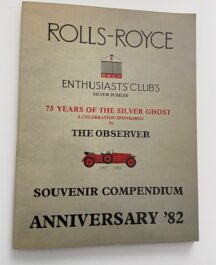 ROLLS-ROYCE
ENTHUSIASTS' CLUB'S
SILVER JUBILEE
75 YEARS OF THE SILVER GHOST
A CELEBRATION SPONSORED
by
THE OBSERVER
1907 - 1982
SOUVENIR COMPENDIUM
ANNIVERSARY '82